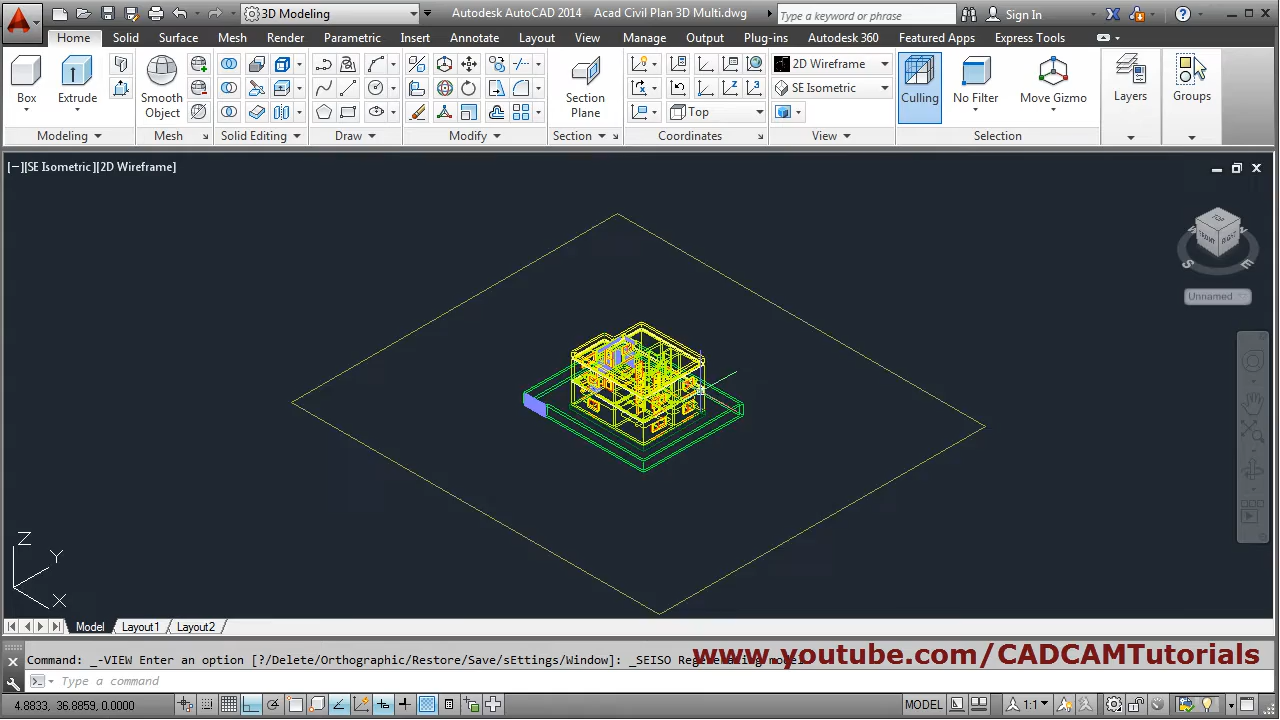 3D Modeling
Autodesk AutoCAD 2014 Acad Civil Plan 3D Multi.dwg
Type a keyword or phrase
Sign In
Home Solid Surface Mesh Render Parametric Insert Annotate Layout View Manage Output Plug-ins Autodesk 360 Featured Apps Express Tools
Box
Extrude
Smooth
Object
Section
Plane
Top
2D Wireframe
SE Isometric
Culling
No Filter
Move Gizmo
Layers
Groups
Modeling Mesh Solid Editing Draw Modify Section Coordinates View Selection
[−][SE Isometric][2D Wireframe]
TOP
FRONT
RIGHT
S
E
Unnamed
Z
Y
X
Model Layout1 Layout2
Command: _-VIEW Enter an option [?/Delete/Orthographic/Restore/Save/sEttings/Window]: _SEISO Regenerating model.
www.youtube.com/CADCAMTutorials
Type a command
4.8833, 36.8859, 0.0000
MODEL
1:1